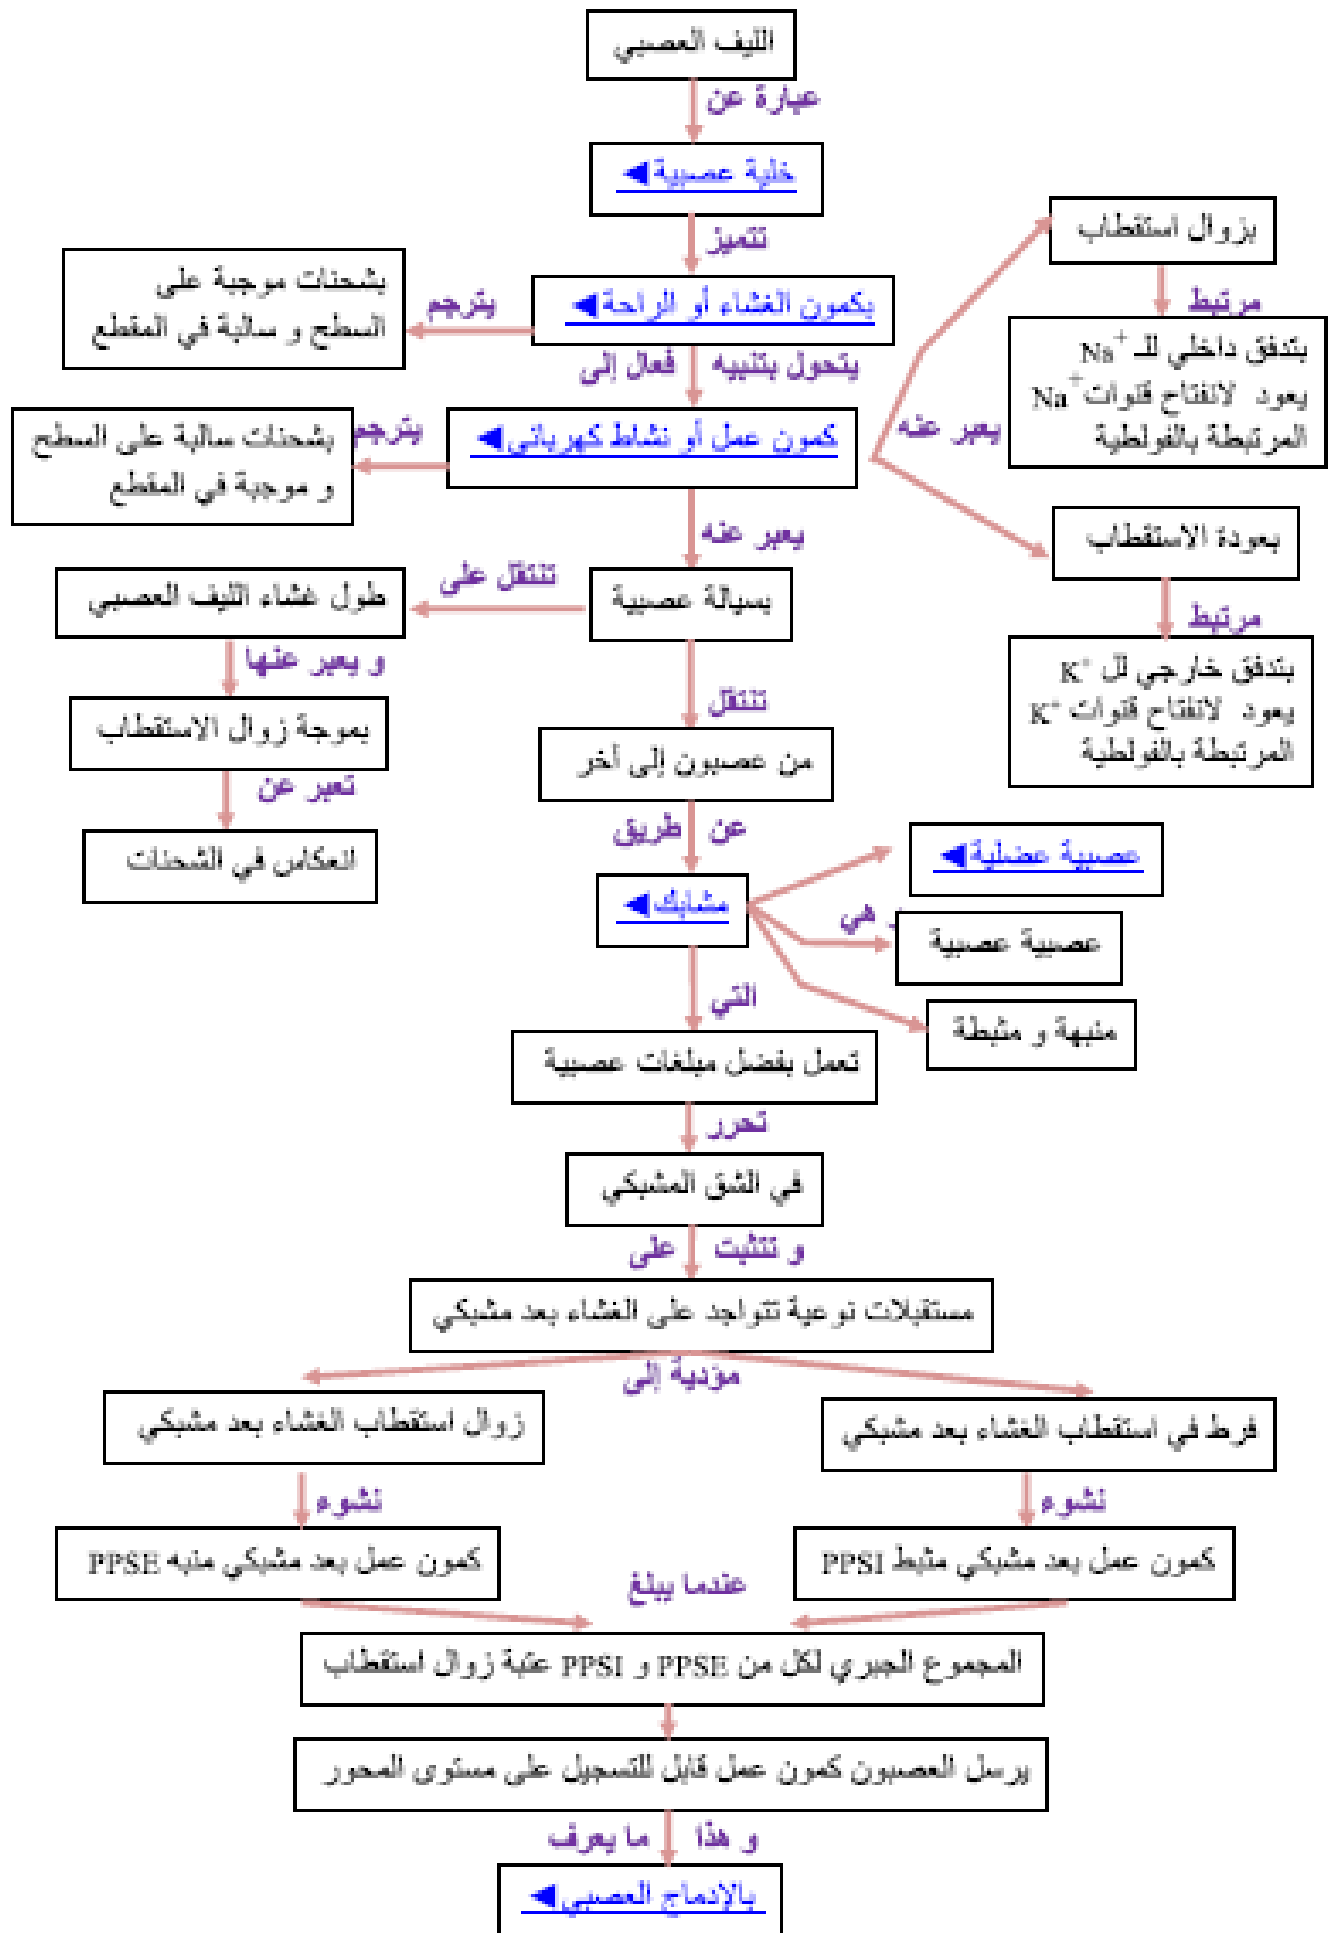 الليف العصبي
عبارة عن
خلية عصبية◄
تتميز
بكمون الغشاء أو الراحة◄
يترجم
بشحنات موجبة على
السطح و سالبة في المقطع
يتحول بتنبيه فعال إلى
كمون عمل أو نشاط كهربائي◄
يترجم
بشحنات سالبة على السطح
و موجبة في المقطع
يعبر عنه
بزوال استقطاب
مرتبط
بتدفق داخلي للـ Na+
يعود لانفتاح قنوات Na+
المرتبطة بالفولطية
بعودة الاستقطاب
مرتبط
بتدفق خارجي لل K+
يعود لانفتاح قنوات K+
المرتبطة بالفولطية
يعبر عنه
بسيالة عصبية
تنتقل على
طول غشاء الليف العصبي
و يعبر عنها
بموجة زوال الاستقطاب
تعبر عن
انعكاس في الشحنات
تنتقل
من عصبون إلى أخر
عن طريق
مشابك◄
و هي
عصبية عضلية◄
عصبية عصبية
منبهة و مثبطة
التي
تعمل بفضل مبلغات عصبية
تحرر
في الشق المشبكي
و تتثبت على
مستقبلات نوعية تتواجد على الغشاء بعد مشبكي
مؤدية إلى
فرط في استقطاب الغشاء بعد مشبكي
زوال استقطاب الغشاء بعد مشبكي
نشوء
نشوء
كمون عمل بعد مشبكي مثبط PPSI
كمون عمل بعد مشبكي منبه PPSE
عندما يبلغ
المجموع الجبري لكل من PPSE و PPSI عتبة زوال استقطاب
يرسل العصبون كمون عمل قابل للتسجيل على مستوى المحور
و هذا ما يعرف
بالإدماج العصبي◄